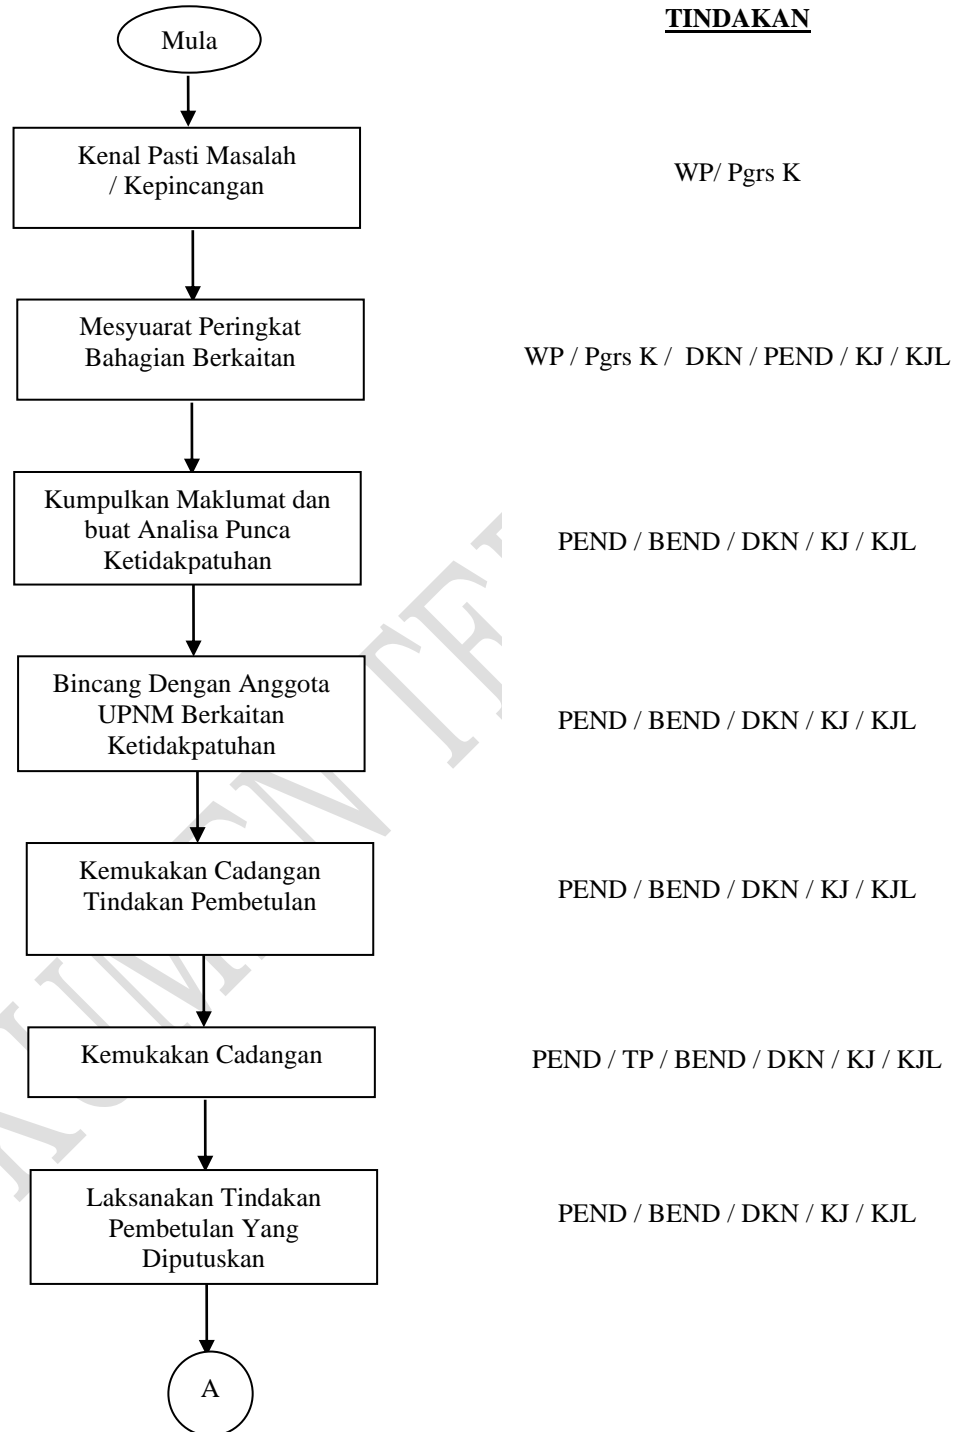 TINDAKAN
Mula
Kenal Pasti Masalah
/ Kepincangan
WP/ Pgrs K
Mesyuarat Peringkat
Bahagian Berkaitan
WP / Pgrs K / DKN / PEND / KJ / KJL
Kumpulkan Maklumat dan
buat Analisa Punca
Ketidakpatuhan
PEND / BEND / DKN / KJ / KJL
Bincang Dengan Anggota
UPNM Berkaitan
Ketidakpatuhan
PEND / BEND / DKN / KJ / KJL
Kemukakan Cadangan
Tindakan Pembetulan
PEND / BEND / DKN / KJ / KJL
Kemukakan Cadangan
PEND / TP / BEND / DKN / KJ / KJL
Laksanakan Tindakan
Pembetulan Yang
Diputuskan
PEND / BEND / DKN / KJ / KJL
A